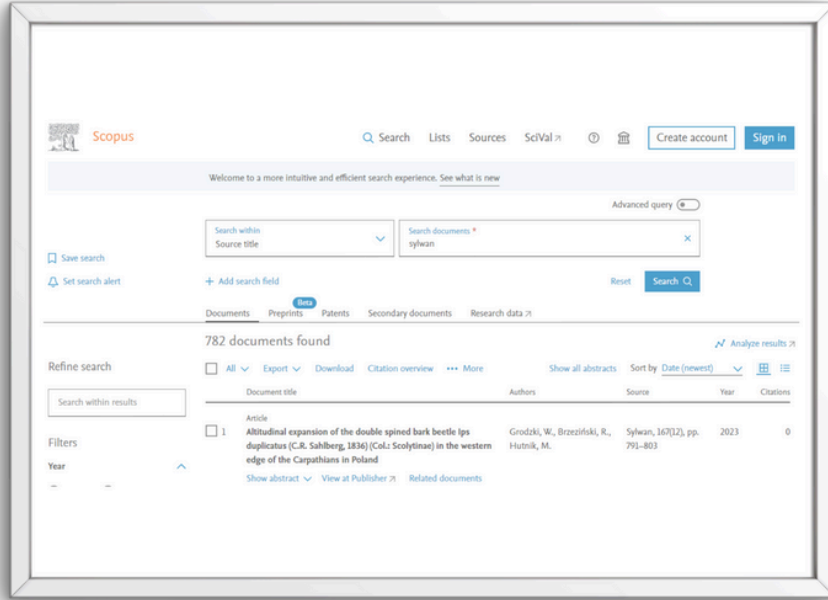 Scopus
Search Lists Sources SciVal Create account Sign in
Welcome to a more intuitive and efficient search experience. See what is new
Advanced query
Search within
Source title
Search documents *
sylwan
Save search
Set search alert
+ Add search field
Reset Search
Beta
Documents Preprints Patents Secondary documents Research data
782 documents found
Analyze results
Refine search
All Export Download Citation overview ••• More Show all abstracts Sort by Date (newest)
Document title Authors Source Year Citations
Search within results
Article
1 Altitudinal expansion of the double spined bark beetle Ips Grodzki, W., Brzeziński, R., Sylwan, 167(12), pp. 2023 0
duplicatus (C.R. Sahlberg, 1836) (Col.: Scolytinae) in the western Hutnik, M. 791–803
edge of the Carpathians in Poland
Filters
Year
Show abstract View at Publisher Related documents